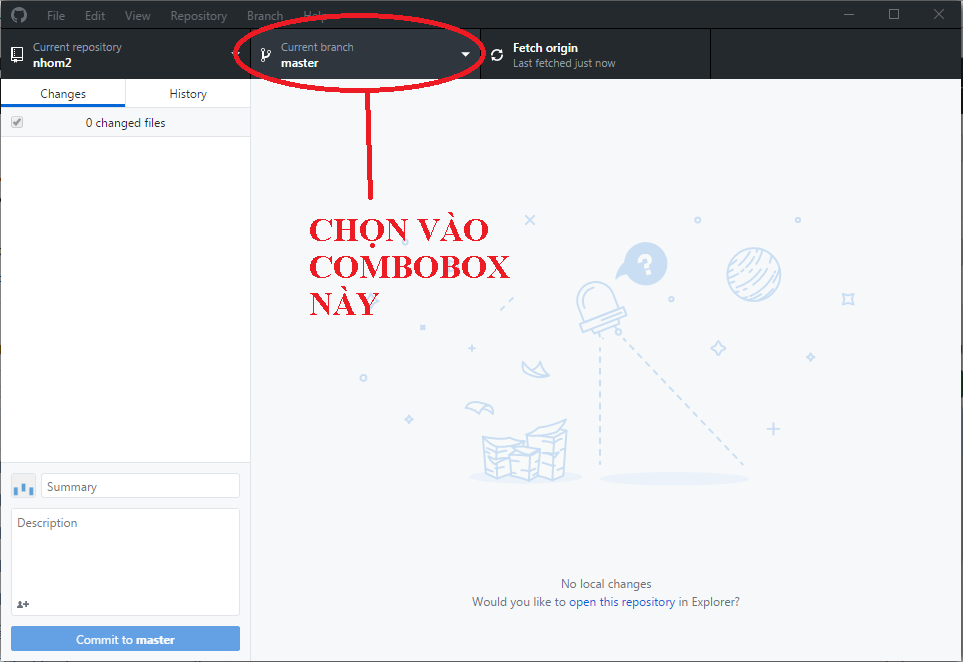 File Edit View Repository Branch Help
Current repository
nhom2
Current branch
master
Fetch origin
Last fetched just now
Changes
History
0 changed files
CHỌN VÀO
COMBOBOX
NÀY
?
Summary
Description
Commit to master
No local changes
Would you like to open this repository in Explorer?